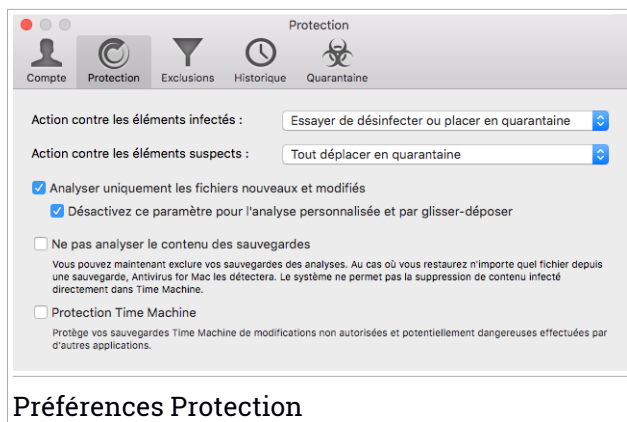 Protection
Compte Protection Exclusions Historique Quarantaine
Action contre les éléments infectés : Essayer de désinfecter ou placer en quarantaine
Action contre les éléments suspects : Tout déplacer en quarantaine
Analyser uniquement les fichiers nouveaux et modifiés
Désactivez ce paramètre pour l'analyse personnalisée et par glisser-déposer
Ne pas analyser le contenu des sauvegardes
Vous pouvez maintenant exclure vos sauvegardes des analyses. Au cas où vous restaurez n'importe quel fichier depuis
une sauvegarde, Antivirus for Mac les détectera. Le système ne permet pas la suppression de contenu infecté
directement dans Time Machine.
Protection Time Machine
Protège vos sauvegardes Time Machine de modifications non autorisées et potentiellement dangereuses effectuées par
d'autres applications.
Préférences Protection